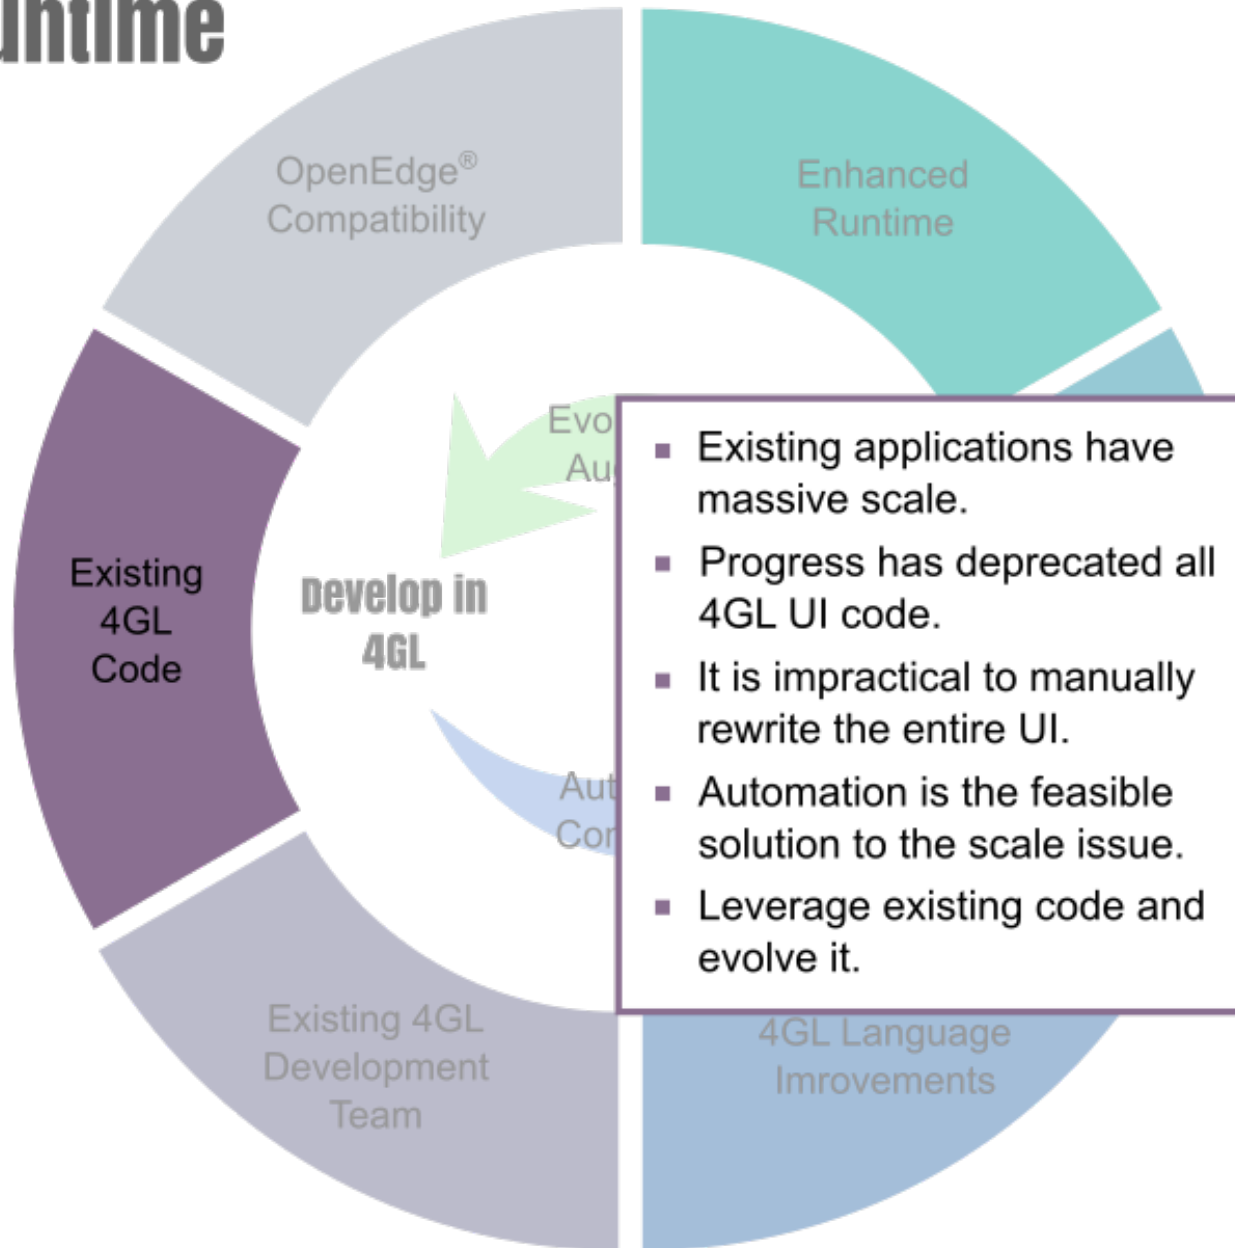 OpenEdge®
Compatibility
Enhanced
Runtime
Existing
4GL
Code
Develop in
4GL
▪ Existing applications have
massive scale.
▪ Progress has deprecated all
4GL UI code.
▪ It is impractical to manually
rewrite the entire UI.
▪ Automation is the feasible
solution to the scale issue.
▪ Leverage existing code and
evolve it.
Existing 4GL
Development
Team
4GL Language
Imrovements